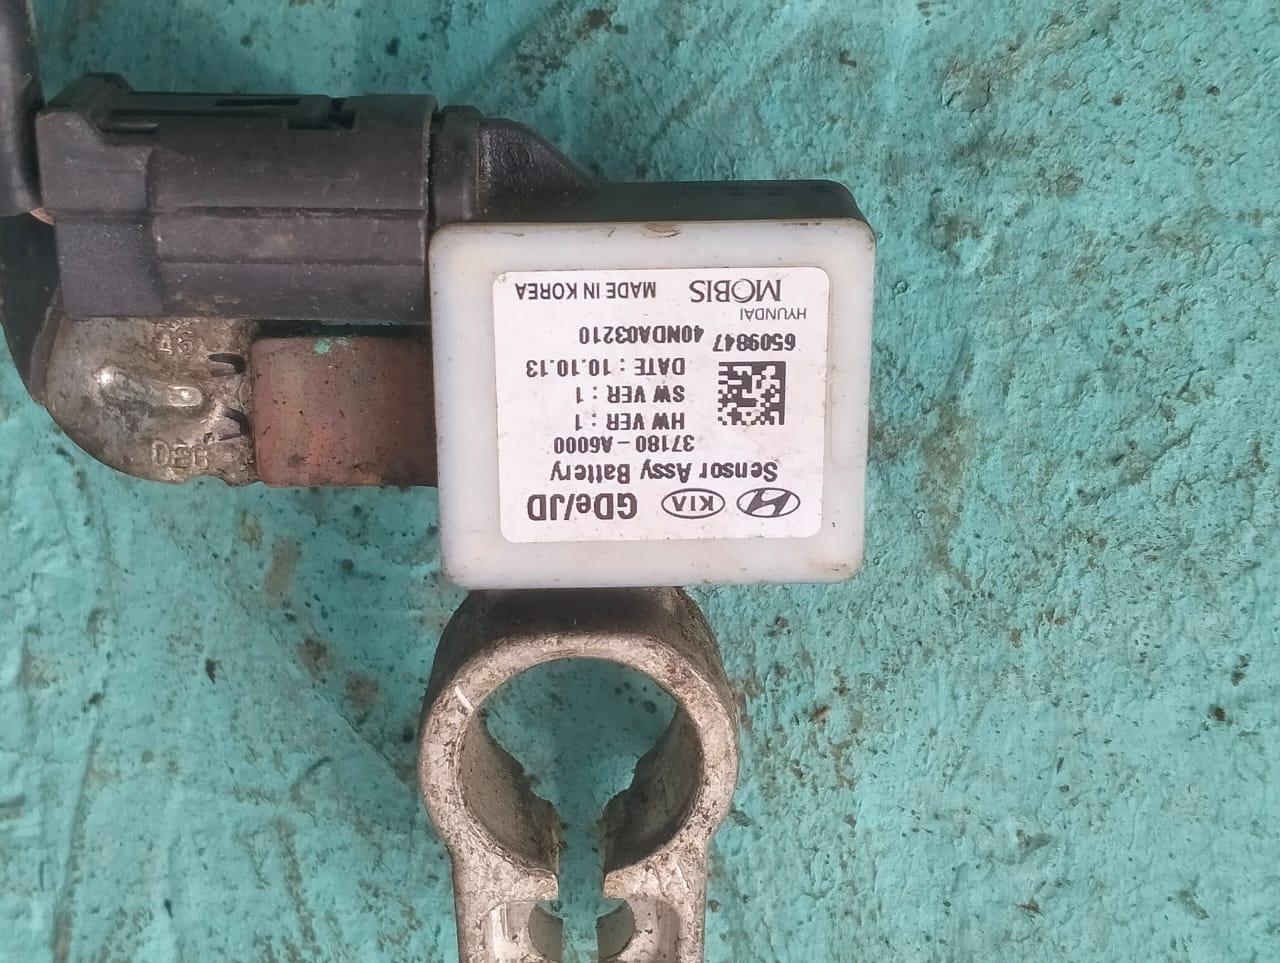 KIA GDe/JD
Sensor Assy Battery
37180-A6000
HW VER : 1
SW VER : 1
DATE : 10.10.13
6509847 40NDA03210
HYUNDAI
MOBIS MADE IN KOREA